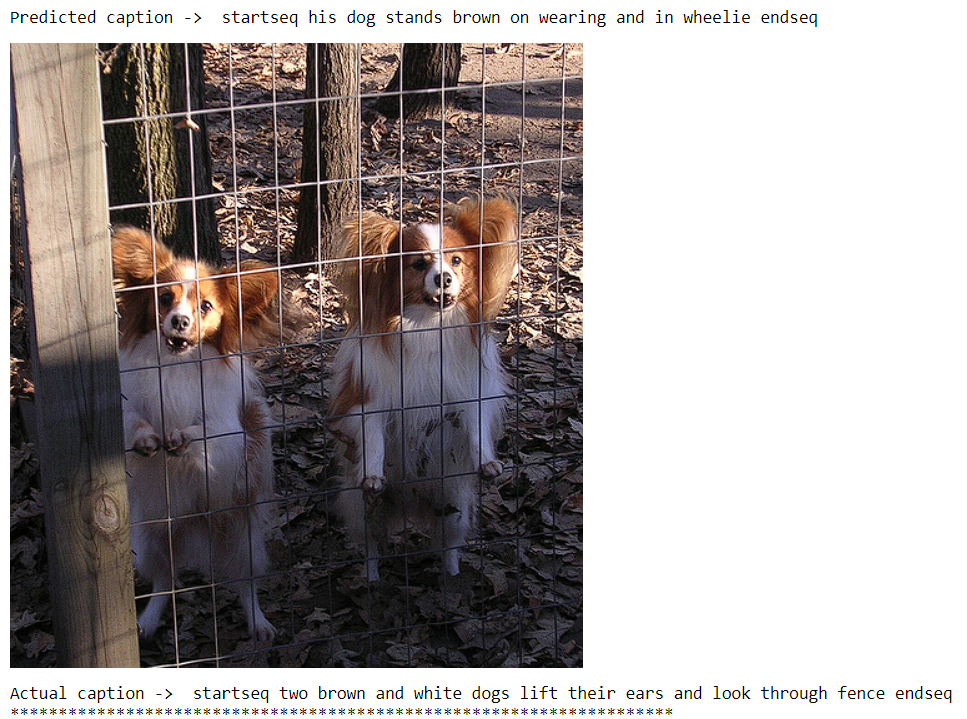 Predicted caption -> startseq his dog stands brown on wearing and in wheelie endseq
Actual caption -> startseq two brown and white dogs lift their ears and look through fence endseq
*********************************************************************